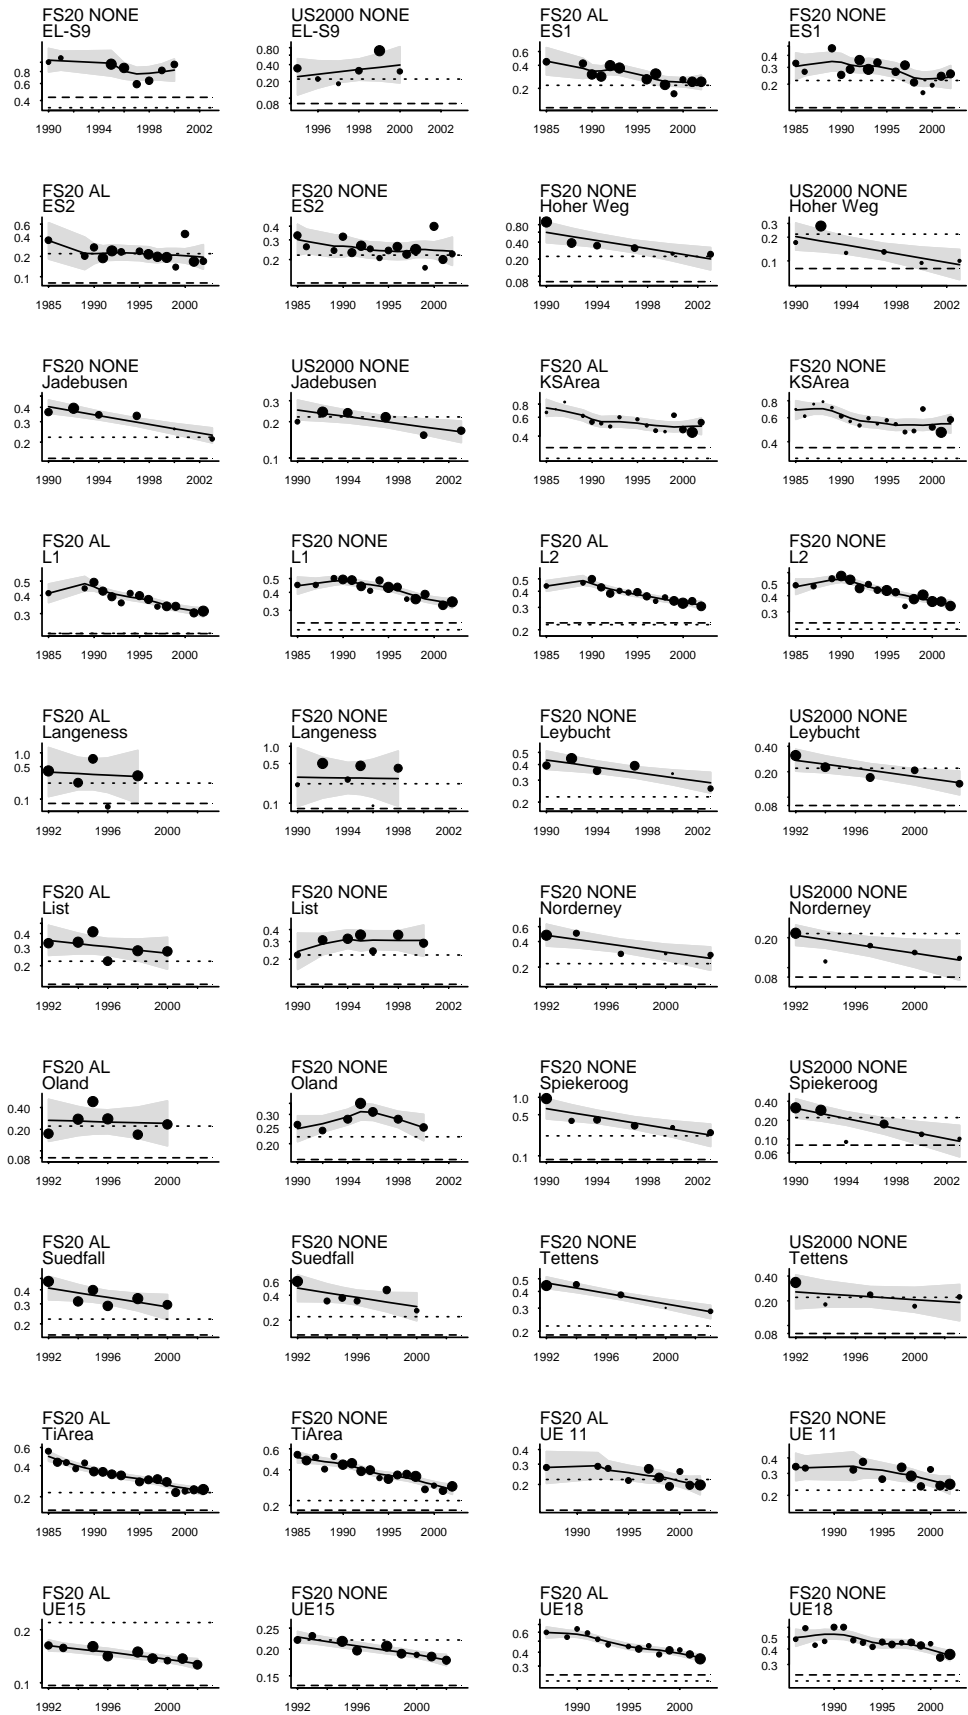 FS20 NONE
EL-S9
0.8
0.6
0.4
1990 1994 1998 2002
US2000 NONE
EL-S9
0.80
0.40
0.20
0.08
1996 1998 2000 2002
FS20 AL
ES1
0.6
0.4
0.2
1985 1990 1995 2000
FS20 NONE
ES1
0.4
0.3
0.2
1985 1990 1995 2000
FS20 AL
ES2
0.6
0.4
0.2
0.1
1985 1990 1995 2000
FS20 NONE
ES2
0.4
0.3
0.2
1985 1990 1995 2000
FS20 NONE
Hoher Weg
0.80
0.40
0.20
0.08
1990 1994 1998 2002
US2000 NONE
Hoher Weg
0.3
0.2
0.1
1990 1994 1998 2002
FS20 NONE
Jadebusen
0.4
0.3
0.2
1990 1994 1998 2002
US2000 NONE
Jadebusen
0.3
0.2
0.1
1990 1994 1998 2002
FS20 AL
KSArea
0.8
0.6
0.4
1985 1990 1995 2000
FS20 NONE
KSArea
0.8
0.6
0.4
1985 1990 1995 2000
FS20 AL
L1
0.5
0.4
0.3
1985 1990 1995 2000
FS20 NONE
L1
0.5
0.4
0.3
1985 1990 1995 2000
FS20 AL
L2
0.5
0.4
0.3
0.2
1985 1990 1995 2000
FS20 NONE
L2
0.5
0.4
0.3
0.2
1985 1990 1995 2000
FS20 AL
Langeness
1.0
0.5
0.1
1992 1996 2000
FS20 NONE
Langeness
0.5
0.1
1990 1994 1998 2002
FS20 NONE
Leybucht
0.5
0.4
0.3
0.2
1990 1994 1998 2002
US2000 NONE
Leybucht
0.40
0.20
0.08
1992 1996 2000
FS20 AL
List
0.4
0.3
0.2
1992 1996 2000
FS20 NONE
List
0.4
0.3
0.2
1990 1994 1998 2002
FS20 NONE
Norderney
0.6
0.4
0.2
1992 1996 2000
US2000 NONE
Norderney
0.20
0.08
1992 1996 2000
FS20 AL
Oland
0.40
0.20
0.08
1992 1996 2000
FS20 NONE
Oland
0.30
0.20
1990 1994 1998 2002
FS20 NONE
Spiekeroog
1.0
0.5
0.1
1990 1994 1998 2002
US2000 NONE
Spiekeroog
0.40
0.20
0.10
0.06
1990 1994 1998 2002
FS20 AL
Suedfall
0.4
0.3
0.2
1992 1996 2000
FS20 NONE
Suedfall
0.6
0.4
0.2
1992 1996 2000
FS20 NONE
Tettens
0.5
0.4
0.3
0.2
1992 1996 2000
US2000 NONE
Tettens
0.40
0.20
0.08
1992 1996 2000
FS20 AL
TiArea
0.6
0.4
0.2
1985 1990 1995 2000
FS20 NONE
TiArea
0.6
0.4
0.2
1985 1990 1995 2000
FS20 AL
UE 11
0.4
0.3
0.2
1990 1995 2000
FS20 NONE
UE 11
0.4
0.3
0.2
1990 1995 2000
FS20 AL
UE15
0.2
0.1
1992 1996 2000
FS20 NONE
UE15
0.25
0.20
0.15
1992 1996 2000
FS20 AL
UE18
0.6
0.4
0.3
1990 1995 2000
FS20 NONE
UE18
0.5
0.4
0.3
1990 1995 2000